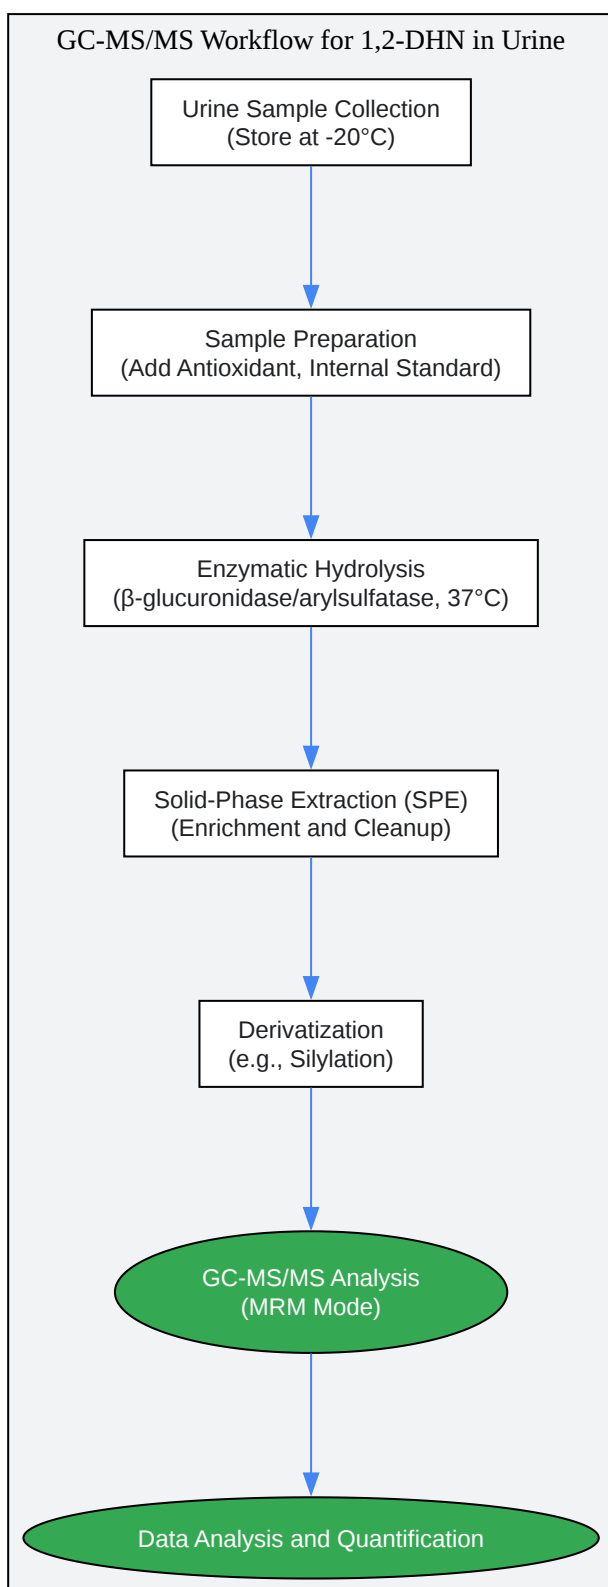 GC-MS/MS Workflow for 1,2-DHN in Urine
Urine Sample Collection
(Store at -20°C)
Sample Preparation
(Add Antioxidant, Internal Standard)
Enzymatic Hydrolysis
(β-glucuronidase/arylsulfatase, 37°C)
Solid-Phase Extraction (SPE)
(Enrichment and Cleanup)
Derivatization
(e.g., Silylation)
GC-MS/MS Analysis
(MRM Mode)
Data Analysis and Quantification